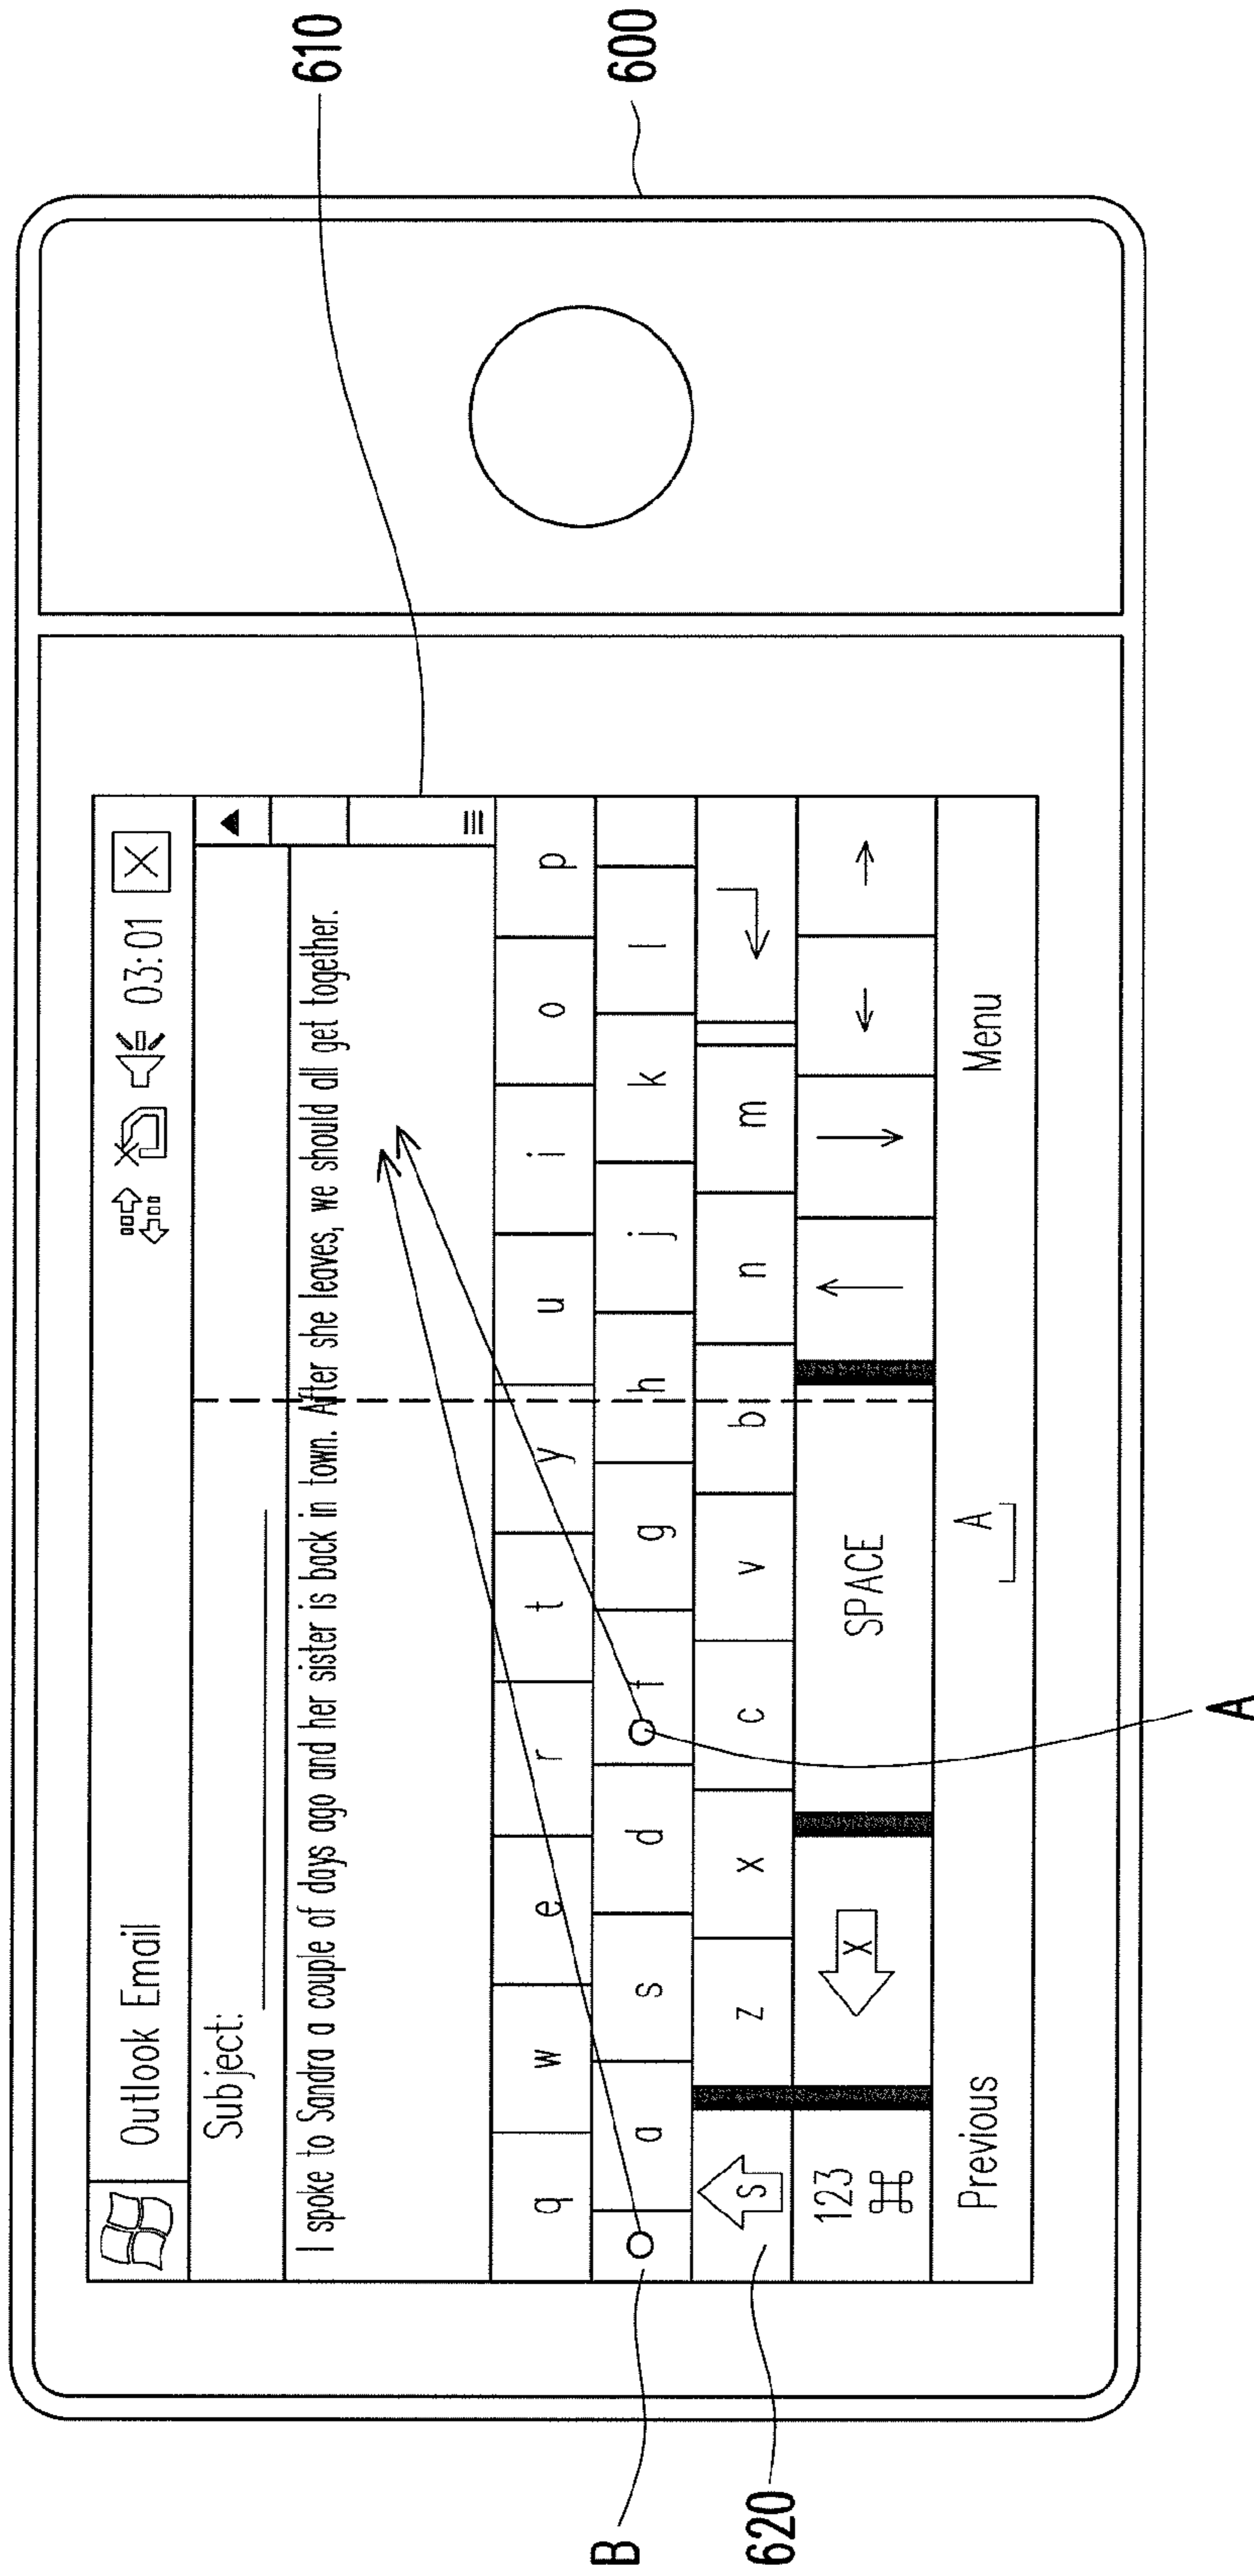 610
600
Outlook Email 03:01 X
Subject:
I spoke to Sandra a couple of days ago and her sister is back in town. After she leaves, we should all get together.
q w e r t y u i o p
a s d f g h j k l
S z x c v b n m
123 X SPACE
Previous A Menu
B
620
A